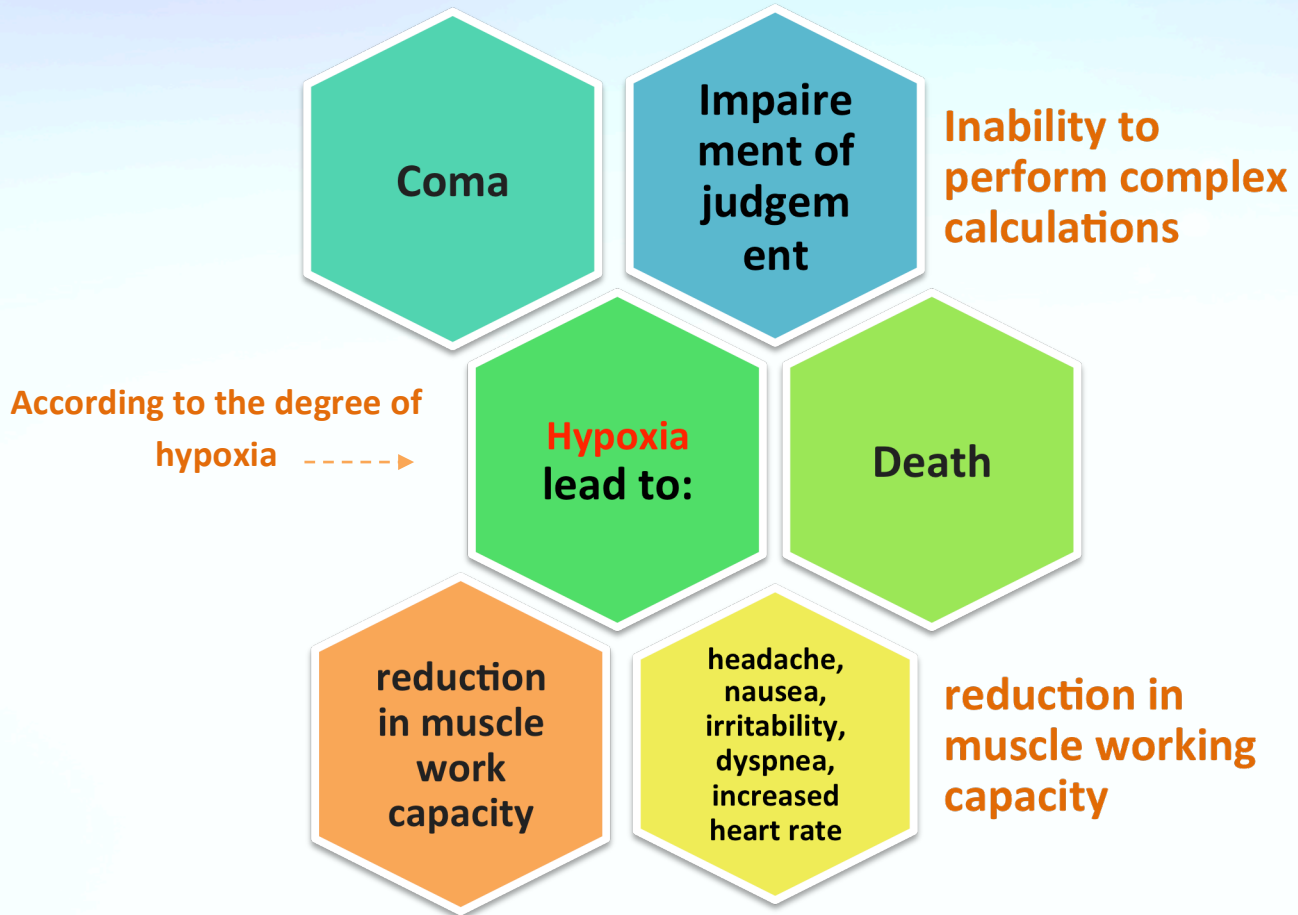 Coma
Impaire
ment of
judgem
ent
Inability to
perform complex
calculations
According to the degree of
hypoxia
Hypoxia
lead to:
Death
reduction
in muscle
work
capacity
headache,
nausea,
irritability,
dyspnea,
increased
heart rate
reduction in
muscle working
capacity